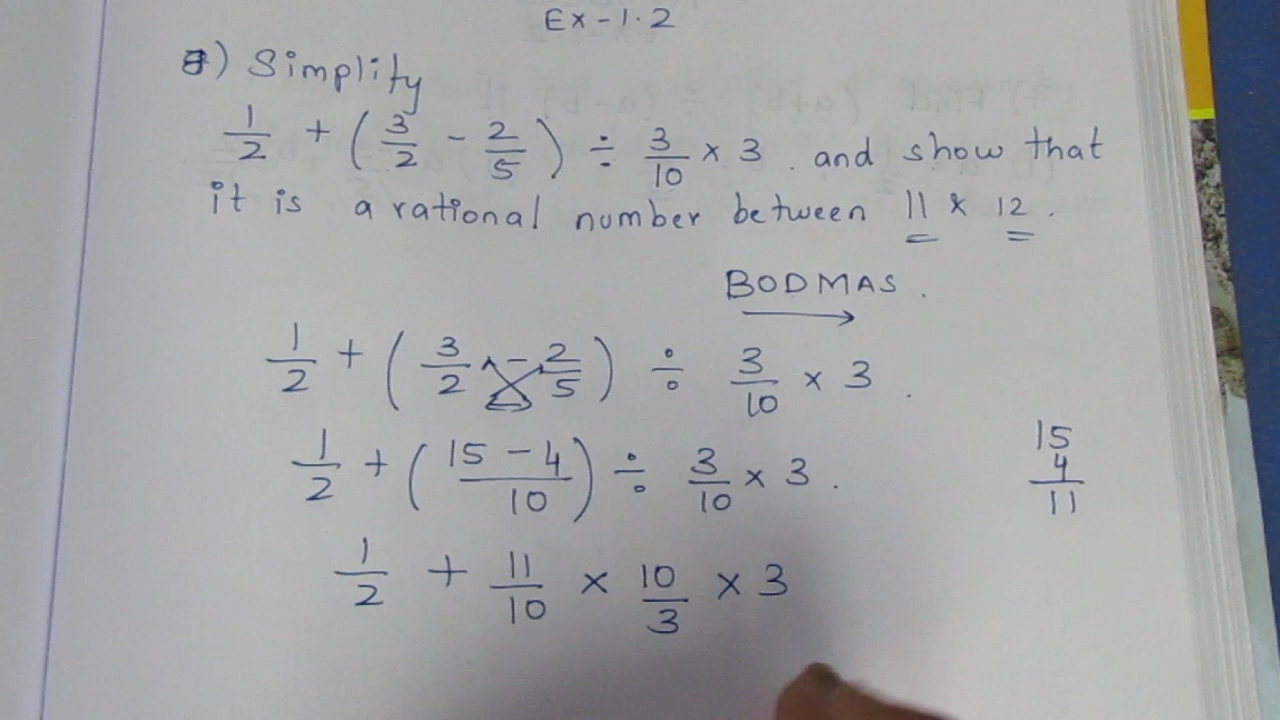 Ex - 1.2
8) Simplify
1/2 + (3/2 - 2/5) ÷ 3/10 × 3 . and show that
it is a rational number between 11 & 12 .
BODMAS .
1/2 + (3/2 - 2/5) ÷ 3/10 × 3 .
1/2 + (15 - 4/10) ÷ 3/10 × 3 .
15
4
11
1/2 + 11/10 × 10/3 × 3